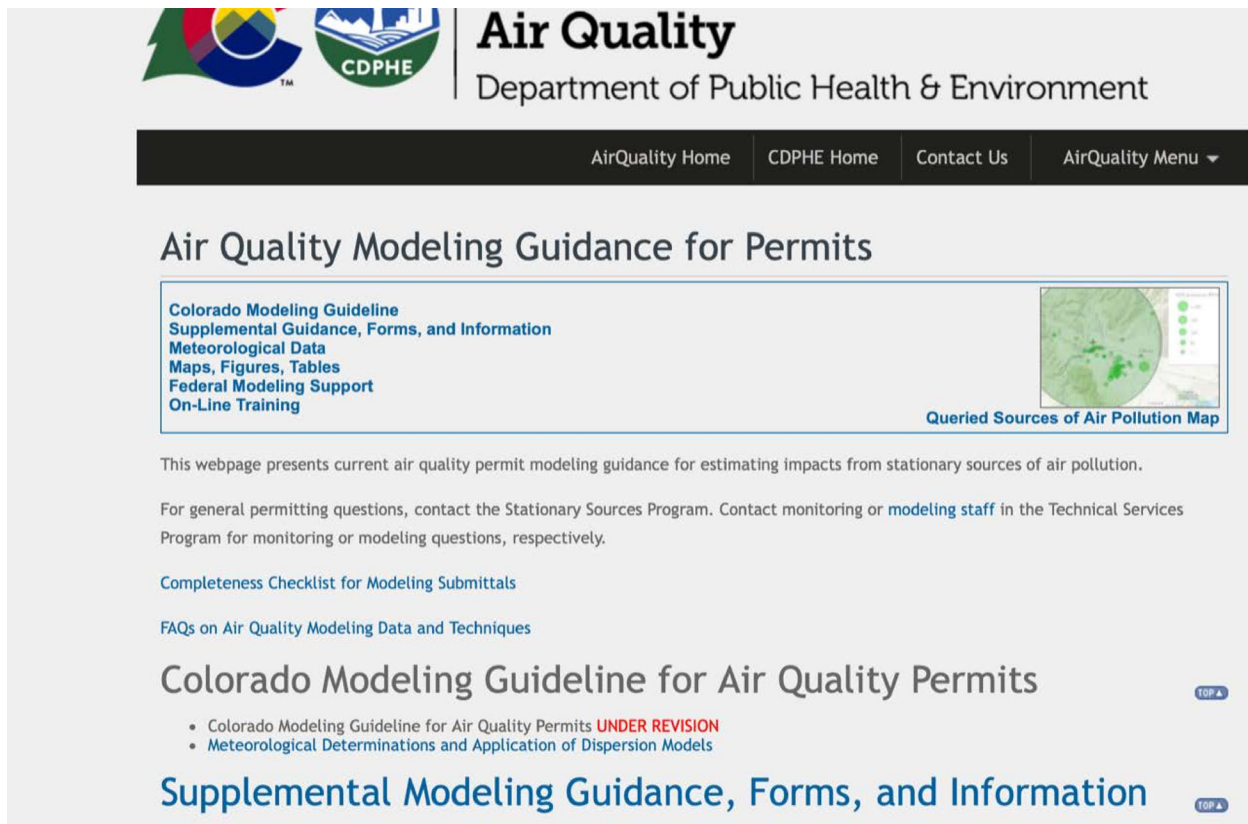 Air Quality
CDPHE
TM
Department of Public Health & Environment
AirQuality Home CDPHE Home Contact Us AirQuality Menu
Air Quality Modeling Guidance for Permits
Colorado Modeling Guideline
Supplemental Guidance, Forms, and Information
Meteorological Data
Maps, Figures, Tables
Federal Modeling Support
On-Line Training
Queried Sources of Air Pollution Map
This webpage presents current air quality permit modeling guidance for estimating impacts from stationary sources of air pollution.
For general permitting questions, contact the Stationary Sources Program. Contact monitoring or modeling staff in the Technical Services
Program for monitoring or modeling questions, respectively.
Completeness Checklist for Modeling Submittals
FAQs on Air Quality Modeling Data and Techniques
Colorado Modeling Guideline for Air Quality Permits
TOP
• Colorado Modeling Guideline for Air Quality Permits UNDER REVISION
• Meteorological Determinations and Application of Dispersion Models
Supplemental Modeling Guidance, Forms, and Information
TOP